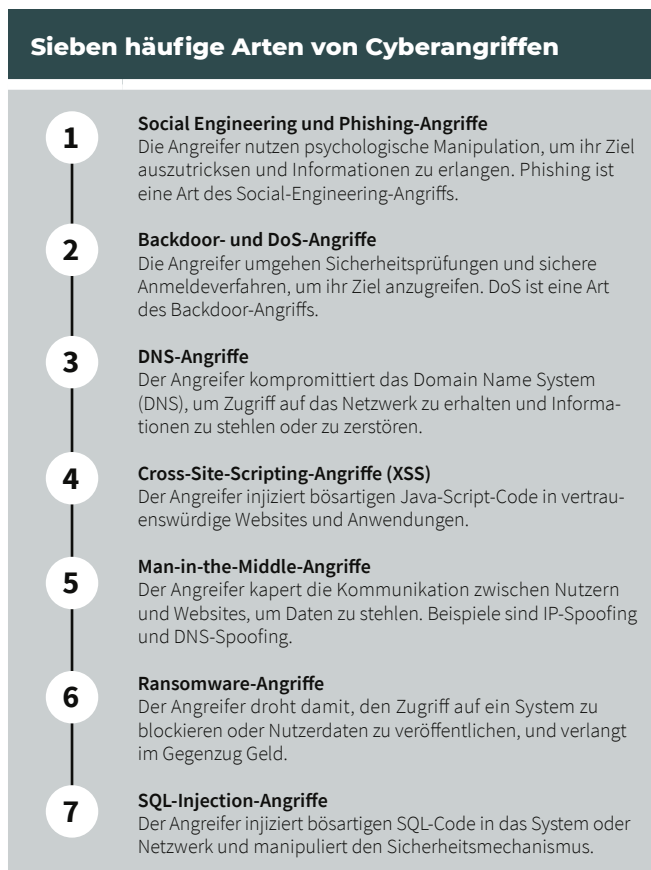 Sieben häufige Arten von Cyberangriffen
1
Social Engineering und Phishing-Angriffe
Die Angreifer nutzen psychologische Manipulation, um ihr Ziel
auszutricksen und Informationen zu erlangen. Phishing ist
eine Art des Social-Engineering-Angriffs.
2
Backdoor- und DoS-Angriffe
Die Angreifer umgehen Sicherheitsprüfungen und sichere
Anmeldeverfahren, um ihr Ziel anzugreifen. DoS ist eine Art
des Backdoor-Angriffs.
3
DNS-Angriffe
Der Angreifer kompromittiert das Domain Name System
(DNS), um Zugriff auf das Netzwerk zu erhalten und Informa-
tionen zu stehlen oder zu zerstören.
4
Cross-Site-Scripting-Angriffe (XSS)
Der Angreifer injiziert bösartigen Java-Script-Code in vertrau-
enswürdige Websites und Anwendungen.
5
Man-in-the-Middle-Angriffe
Der Angreifer kapert die Kommunikation zwischen Nutzern
und Websites, um Daten zu stehlen. Beispiele sind IP-Spoofing
und DNS-Spoofing.
6
Ransomware-Angriffe
Der Angreifer droht damit, den Zugriff auf ein System zu
blockieren oder Nutzerdaten zu veröffentlichen, und verlangt
im Gegenzug Geld.
7
SQL-Injection-Angriffe
Der Angreifer injiziert bösartigen SQL-Code in das System oder
Netzwerk und manipuliert den Sicherheitsmechanismus.